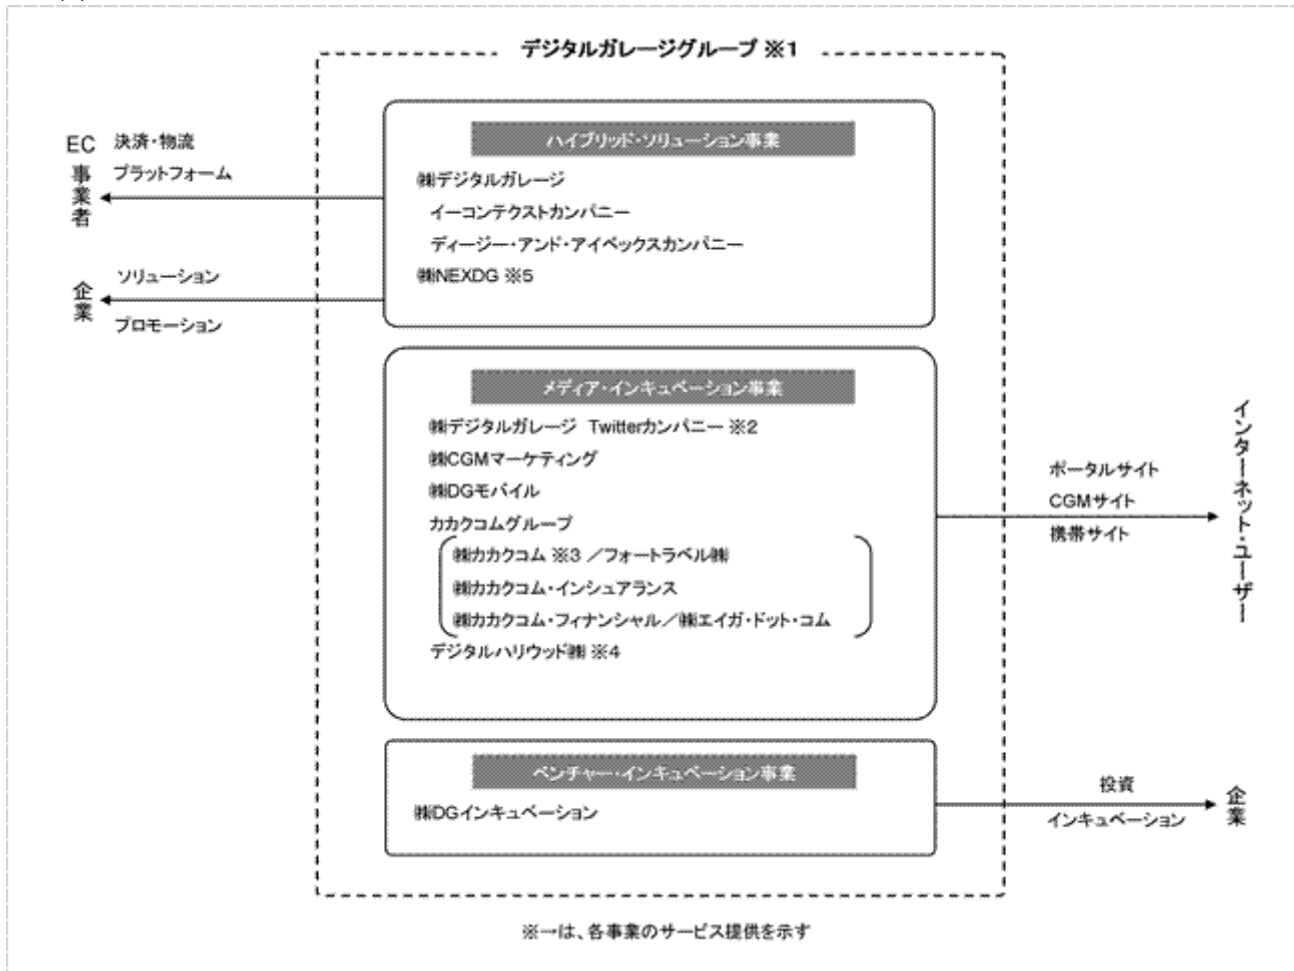 デジタルガレージグループ ※1
ハイブリッド・ソリューション事業
㈱デジタルガレージ
イーコンテクストカンパニー
ディージー・アンド・アイベックスカンパニー
㈱NEXDG ※5
EC事業者
決済・物流
プラットフォーム
企業
ソリューション
プロモーション
メディア・インキュベーション事業
㈱デジタルガレージ Twitterカンパニー ※2
㈱CGMマーケティング
㈱DGモバイル
カカクコムグループ
㈱カカクコム ※3 ／フォートラベル㈱
㈱カカクコム・インシュアランス
㈱カカクコム・フィナンシャル／㈱エイガ・ドット・コム
デジタルハリウッド㈱ ※4
ポータルサイト
CGMサイト
携帯サイト
インターネット・ユーザー
ベンチャー・インキュベーション事業
㈱DGインキュベーション
投資
インキュベーション
企業
※→は、各事業のサービス提供を示す